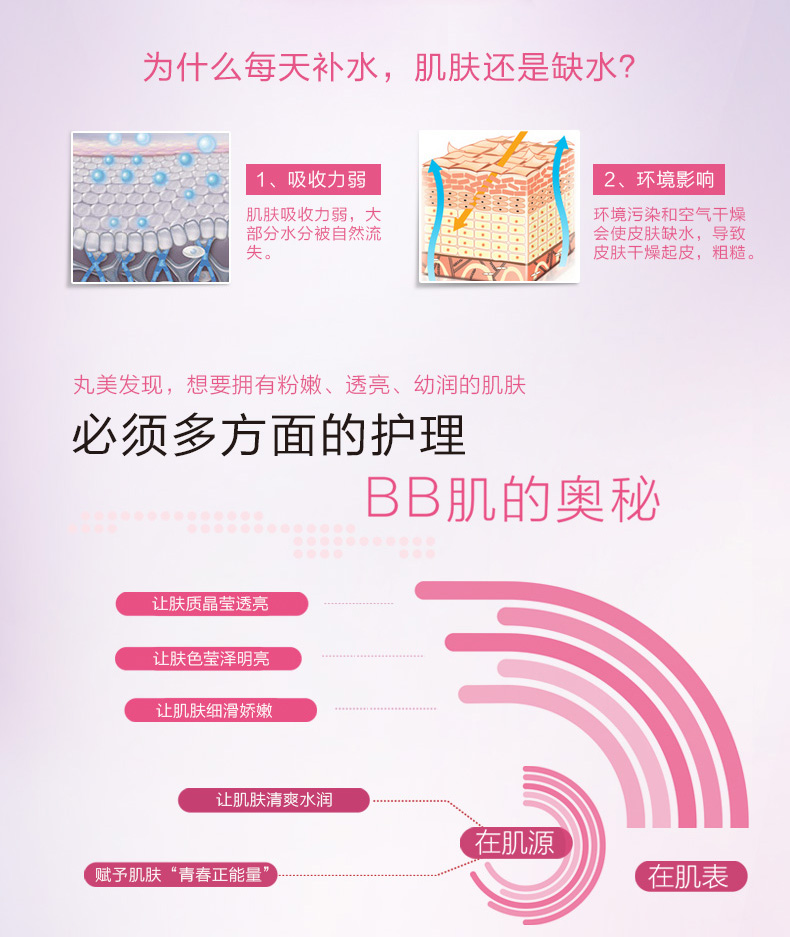 为什么每天补水，肌肤还是缺水？
1、吸收力弱
肌肤吸收力弱，大
部分水分被自然流
失。
2、环境影响
环境污染和空气干燥
会使皮肤缺水，导致
皮肤干燥起皮，粗糙。
丸美发现，想要拥有粉嫩、透亮、幼润的肌肤
必须多方面的护理
BB肌的奥秘
让肤质晶莹透亮
让肤色莹泽明亮
让肌肤细滑娇嫩
让肌肤清爽水润
在肌源
赋予肌肤“青春正能量”
在肌表